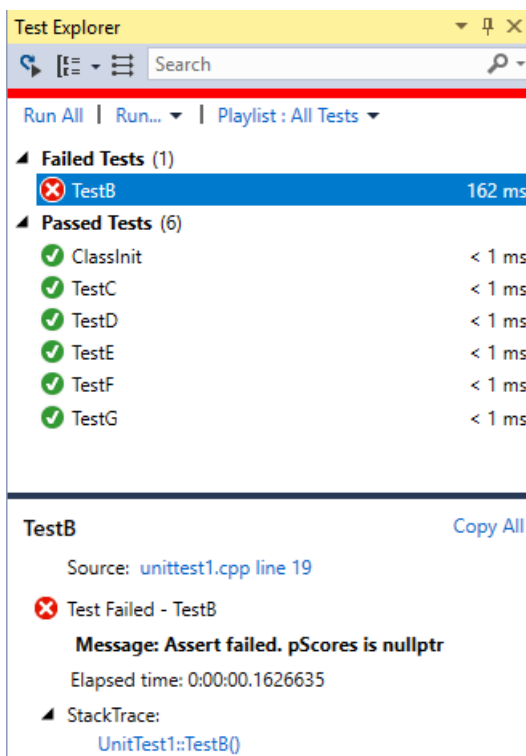 Test Explorer
Search
Run All | Run... | Playlist : All Tests
Failed Tests (1)
TestB 162 ms
Passed Tests (6)
ClassInit < 1 ms
TestC < 1 ms
TestD < 1 ms
TestE < 1 ms
TestF < 1 ms
TestG < 1 ms
TestB Copy All
Source: unittest1.cpp line 19
Test Failed - TestB
Message: Assert failed. pScores is nullptr
Elapsed time: 0:00:00.1626635
StackTrace:
UnitTest1::TestB()